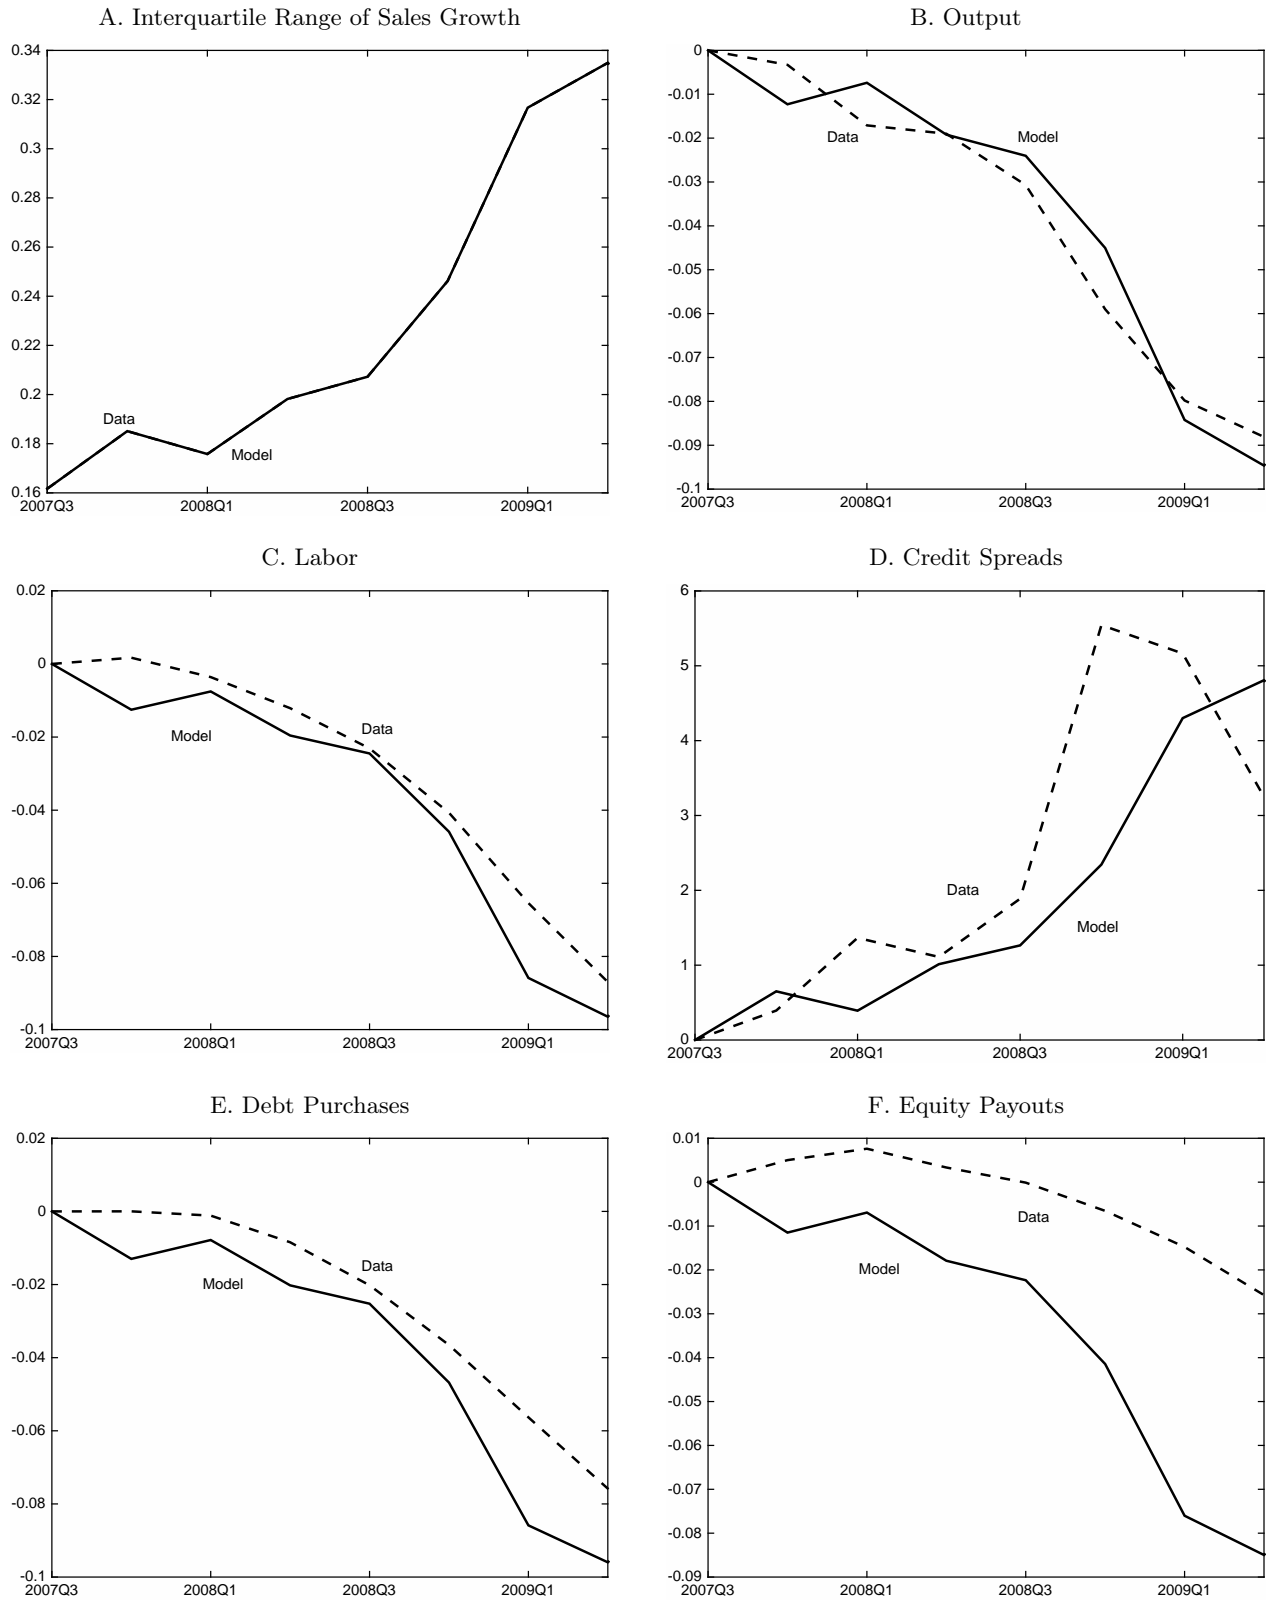 A. Interquartile Range of Sales Growth
0.34
0.32
0.3
0.28
0.26
0.24
0.22
0.2
0.18
0.16
Data
Model
2007Q3 2008Q1 2008Q3 2009Q1
B. Output
0
-0.01
-0.02
-0.03
-0.04
-0.05
-0.06
-0.07
-0.08
-0.09
-0.1
Data
Model
2007Q3 2008Q1 2008Q3 2009Q1
C. Labor
0.02
0
-0.02
-0.04
-0.06
-0.08
-0.1
Data
Model
2007Q3 2008Q1 2008Q3 2009Q1
D. Credit Spreads
6
5
4
3
2
1
0
Data
Model
2007Q3 2008Q1 2008Q3 2009Q1
E. Debt Purchases
0.02
0
-0.02
-0.04
-0.06
-0.08
-0.1
Data
Model
2007Q3 2008Q1 2008Q3 2009Q1
F. Equity Payouts
0.01
0
-0.01
-0.02
-0.03
-0.04
-0.05
-0.06
-0.07
-0.08
-0.09
Data
Model
2007Q3 2008Q1 2008Q3 2009Q1